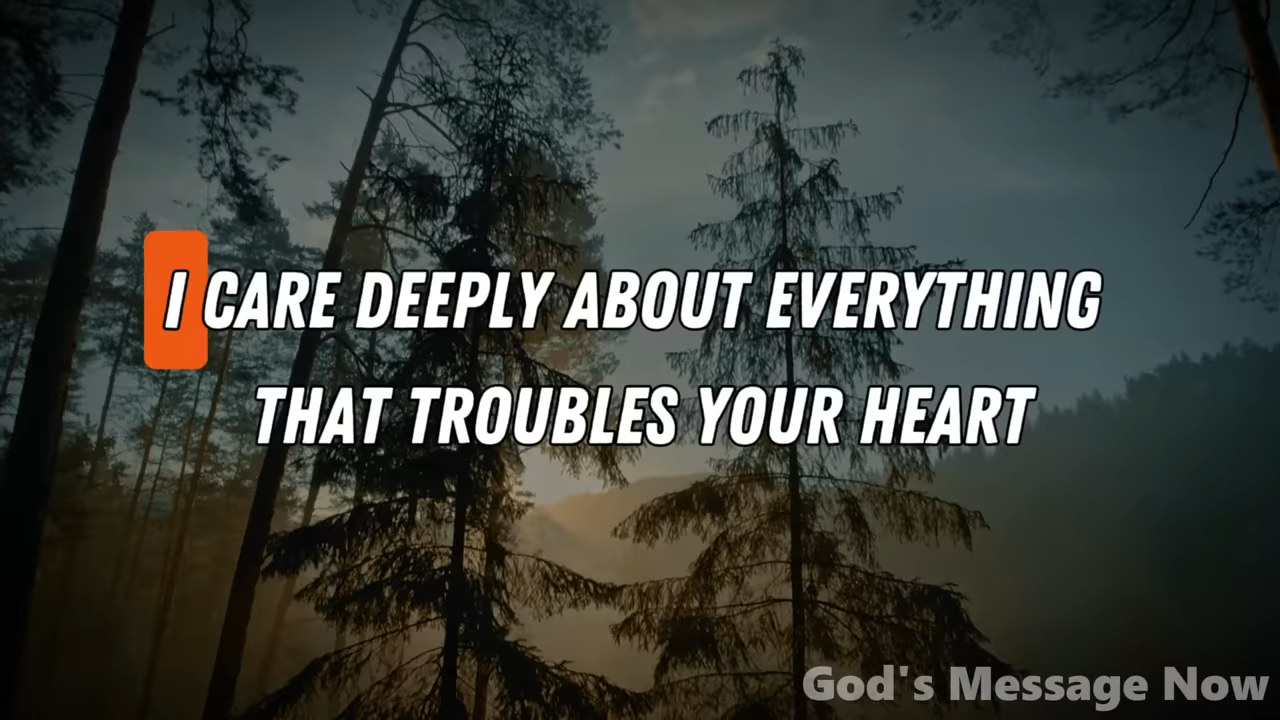 I CARE DEEPLY ABOUT EVERYTHING
THAT TROUBLES YOUR HEART
God's Message Now